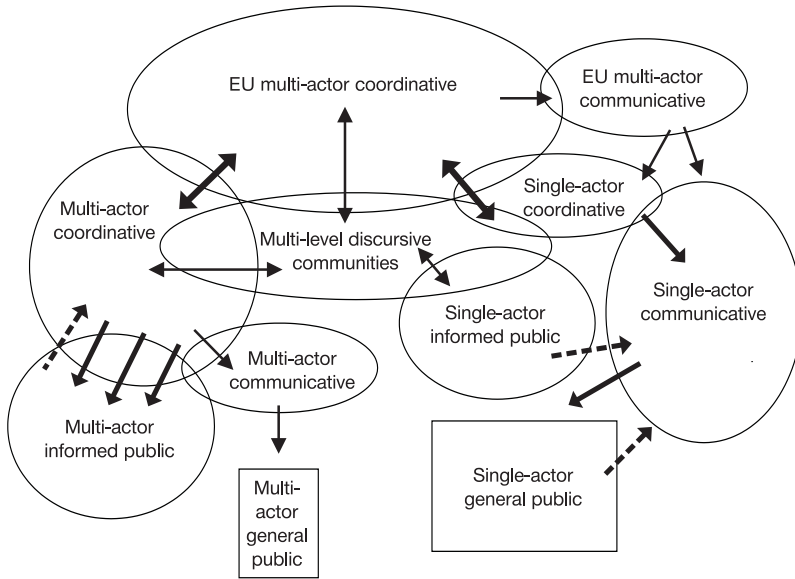 EU multi-actor coordinative
EU multi-actor
communicative
Multi-actor
coordinative
Single-actor
coordinative
Multi-level discursive
communities
Single-actor
informed public
Single-actor
communicative
Multi-actor
communicative
Multi-actor
informed public
Multi-
actor
general
public
Single-actor
general public